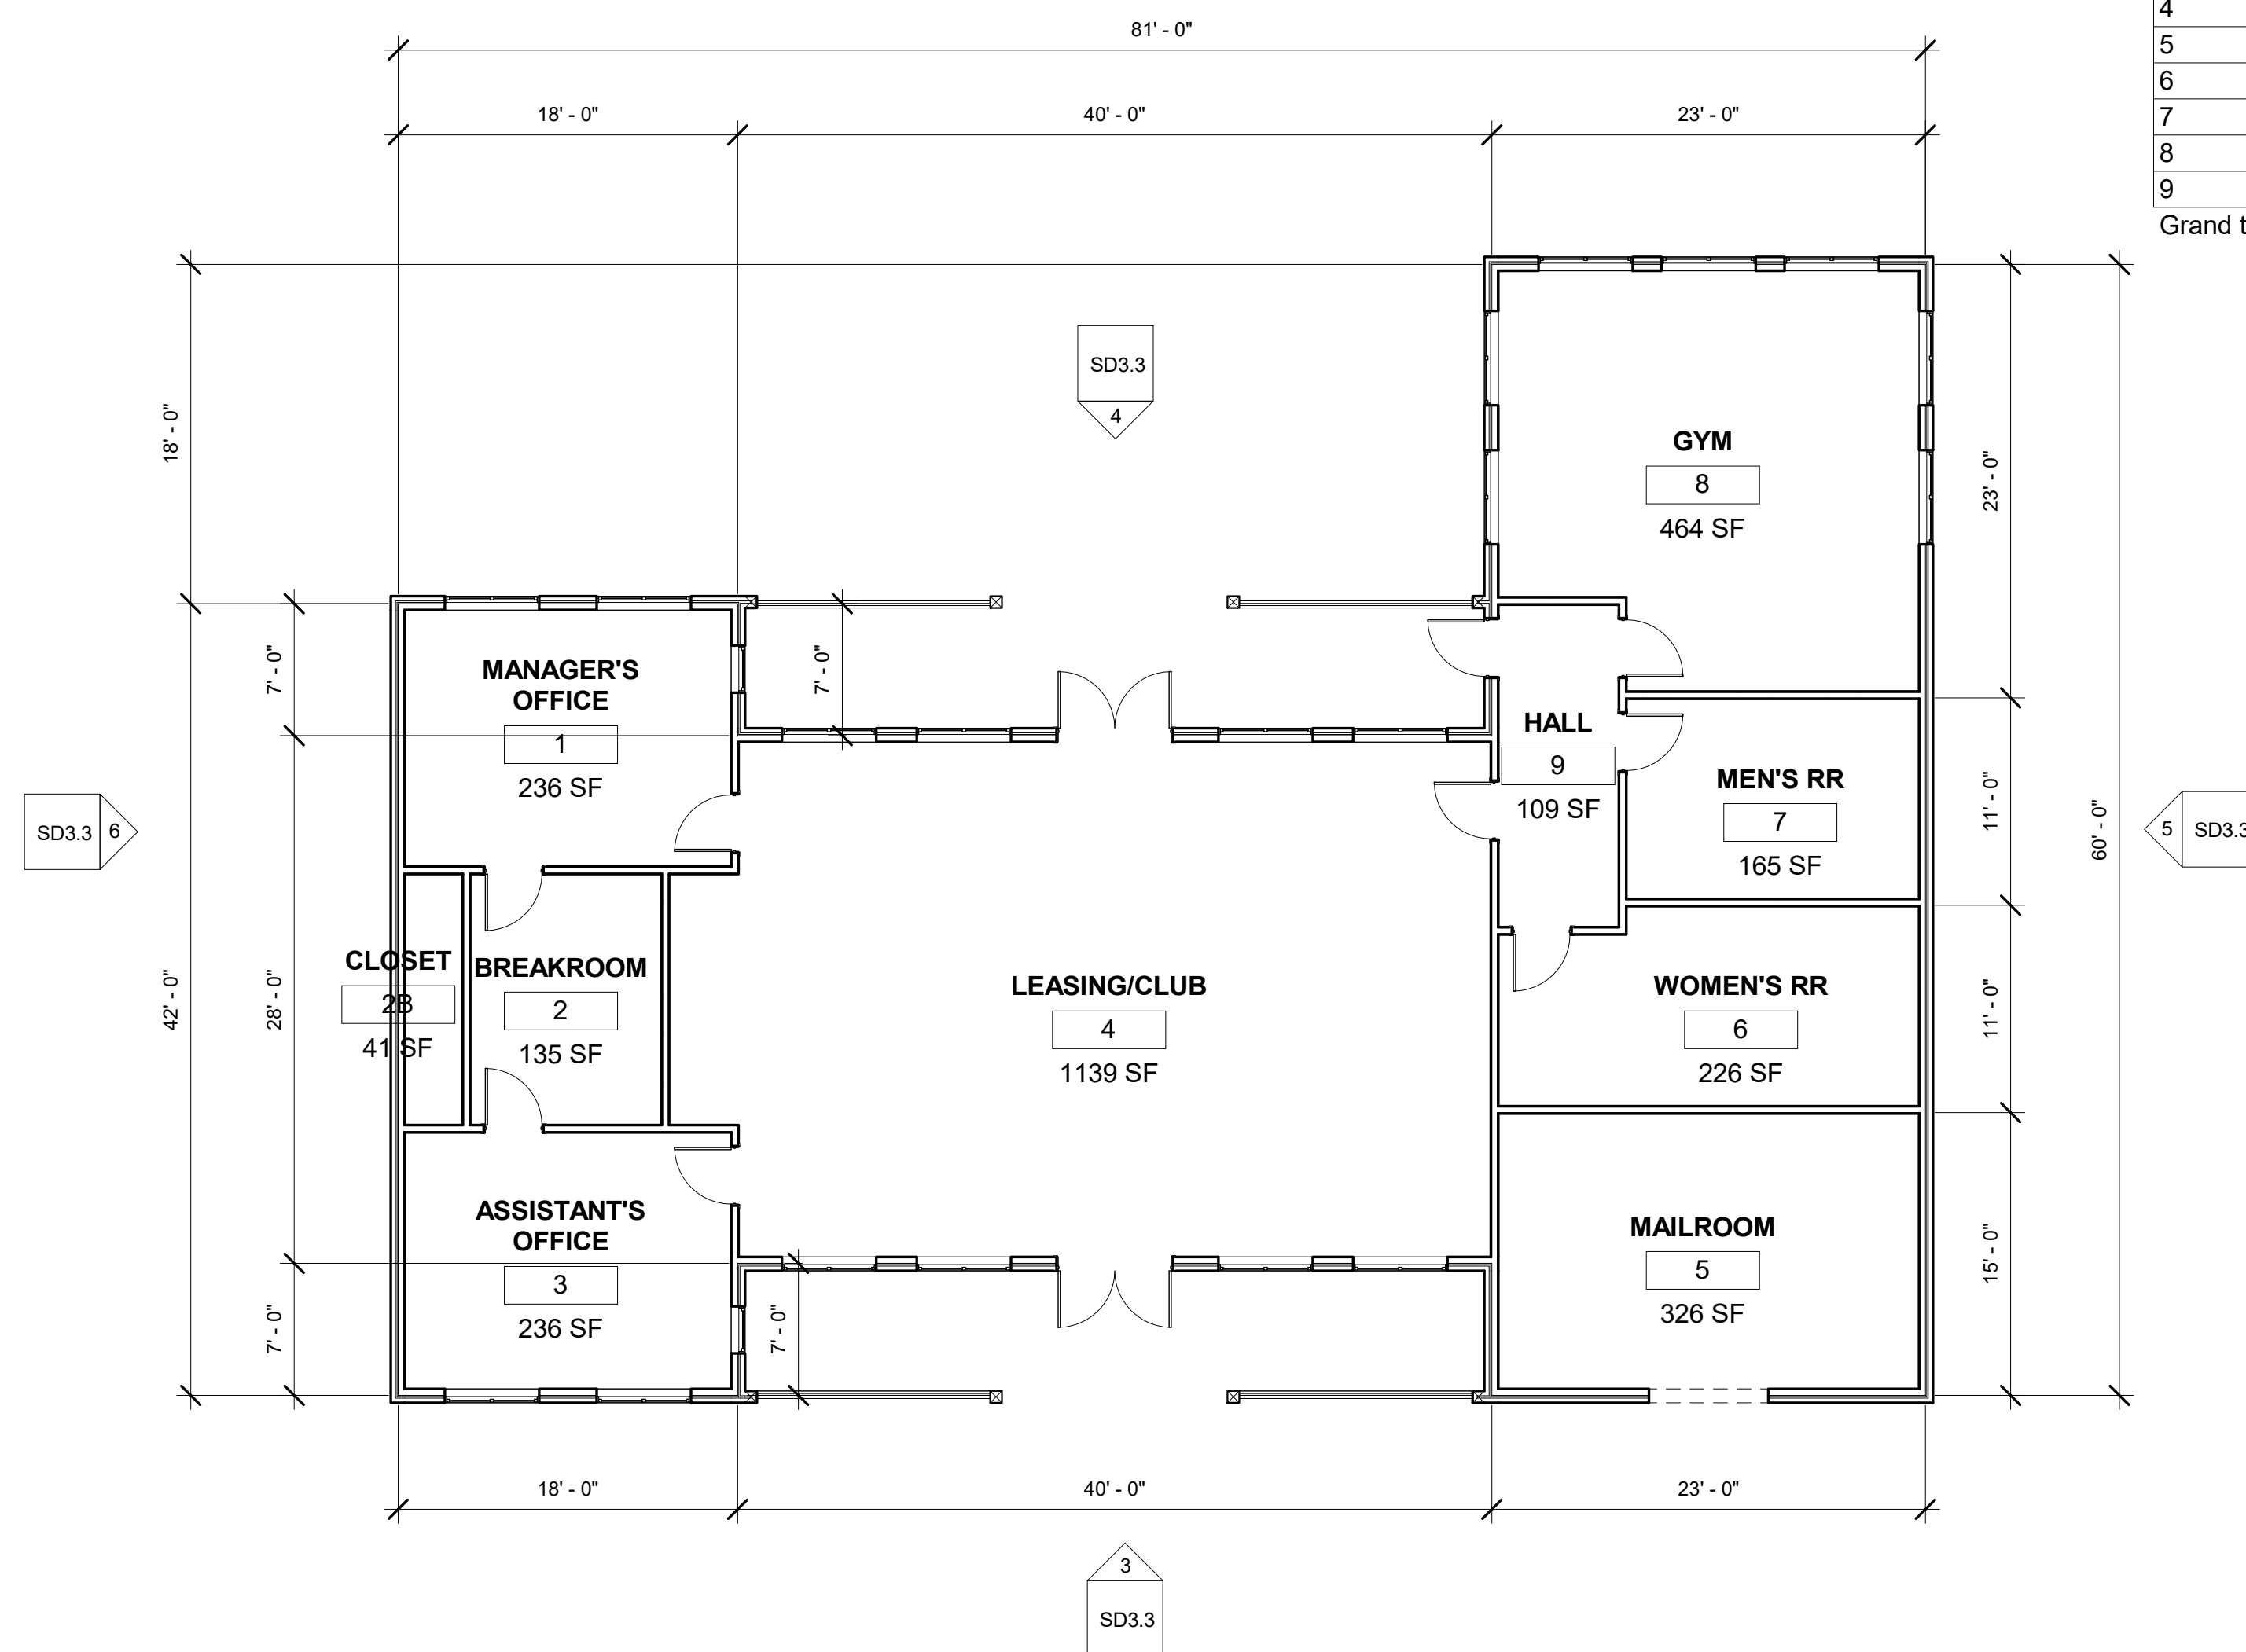 4
5
6
7
8
9
Grand t
81' - 0"
18' - 0"
40' - 0"
23' - 0"
18' - 0"
42' - 0"
7' - 0"
28' - 0"
7' - 0"
SD3.3
4
7' - 0"
GYM
8
464 SF
23' - 0"
11' - 0"
11' - 0"
15' - 0"
60' - 0"
MANAGER'S
OFFICE
1
236 SF
HALL
9
109 SF
MEN'S RR
7
165 SF
SD3.3
6
5
SD3.3
CLOSET
2B
41 SF
BREAKROOM
2
135 SF
LEASING/CLUB
4
1139 SF
WOMEN'S RR
6
226 SF
ASSISTANT'S
OFFICE
3
236 SF
7' - 0"
MAILROOM
5
326 SF
18' - 0"
40' - 0"
23' - 0"
3
SD3.3